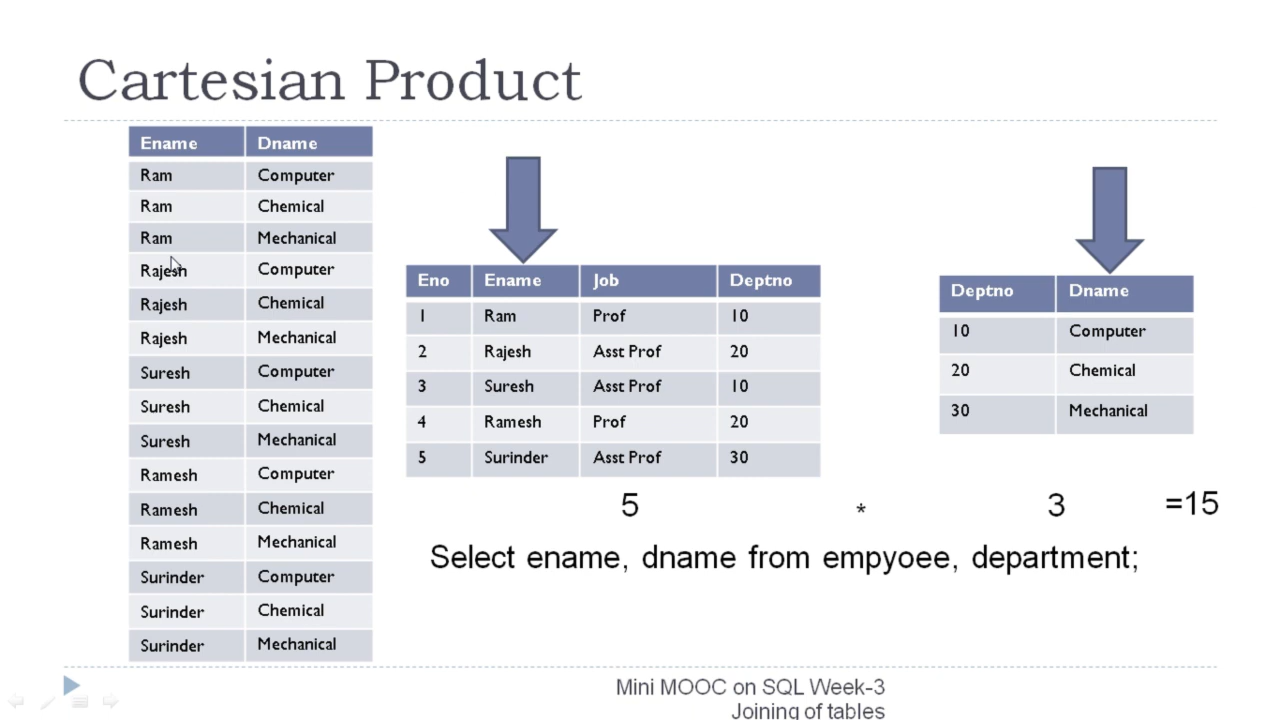 Cartesian Product
Ename Dname
Ram Computer
Ram Chemical
Ram Mechanical
Rajesh Computer
Rajesh Chemical
Rajesh Mechanical
Suresh Computer
Suresh Chemical
Suresh Mechanical
Ramesh Computer
Ramesh Chemical
Ramesh Mechanical
Surinder Computer
Surinder Chemical
Surinder Mechanical
Eno Ename Job Deptno
1 Ram Prof 10
2 Rajesh Asst Prof 20
3 Suresh Asst Prof 10
4 Ramesh Prof 20
5 Surinder Asst Prof 30
Deptno Dname
10 Computer
20 Chemical
30 Mechanical
5 * 3 =15
Select ename, dname from empyoee, department;
Mini MOOC on SQL Week-3
Joining of tables